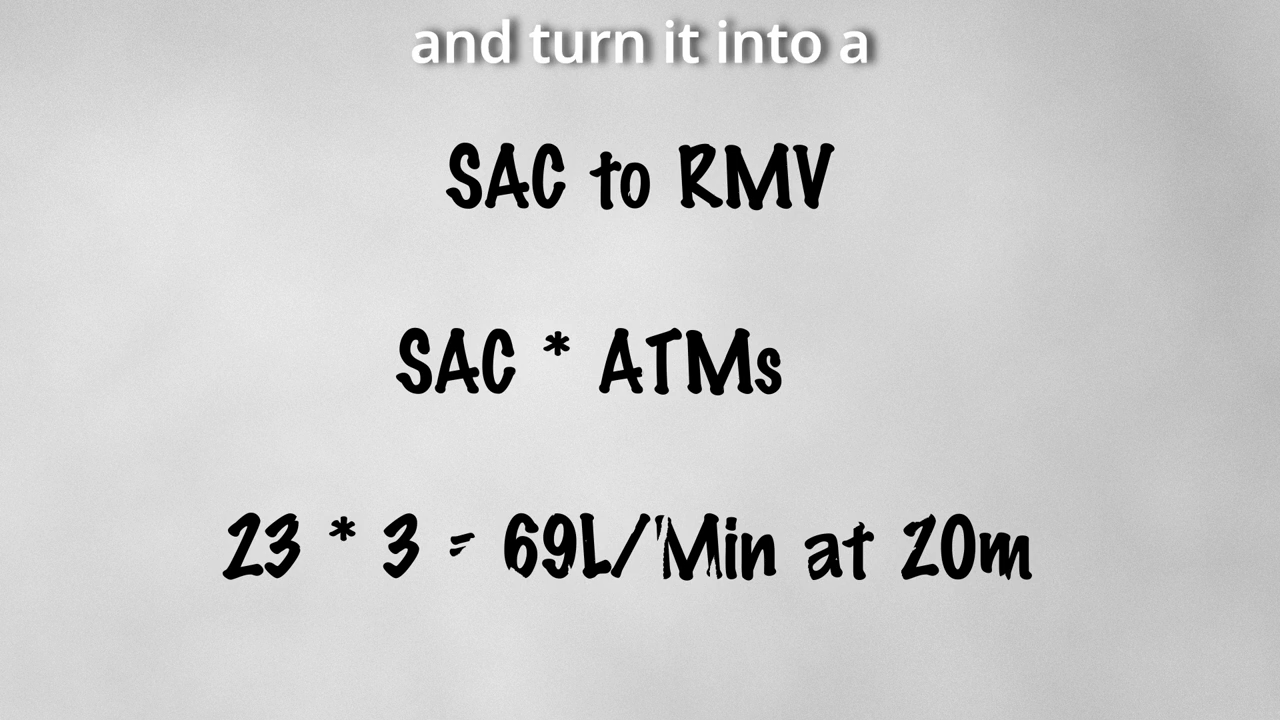 and turn it into a
SAC to RMV
SAC * ATMs
23 * 3 = 69L/Min at 20m